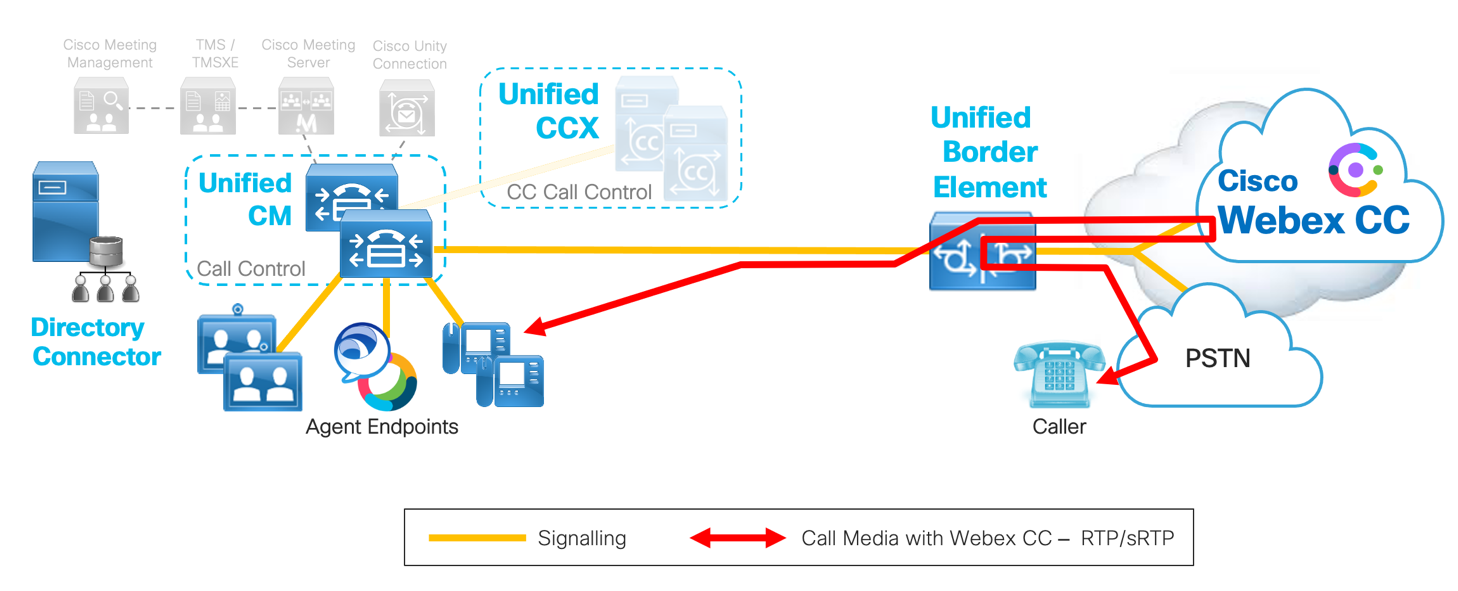 Cisco Meeting
Management
TMS /
TMSXE
Cisco Meeting
Server
Cisco Unity
Connection
M
Unified
CCX
CC
CC
CC Call Control
Unified
CM
Call Control
Unified
Border
Element
Cisco
Webex CC
Directory
Connector
Agent Endpoints
PSTN
Caller
Signalling
Call Media with Webex CC – RTP/sRTP